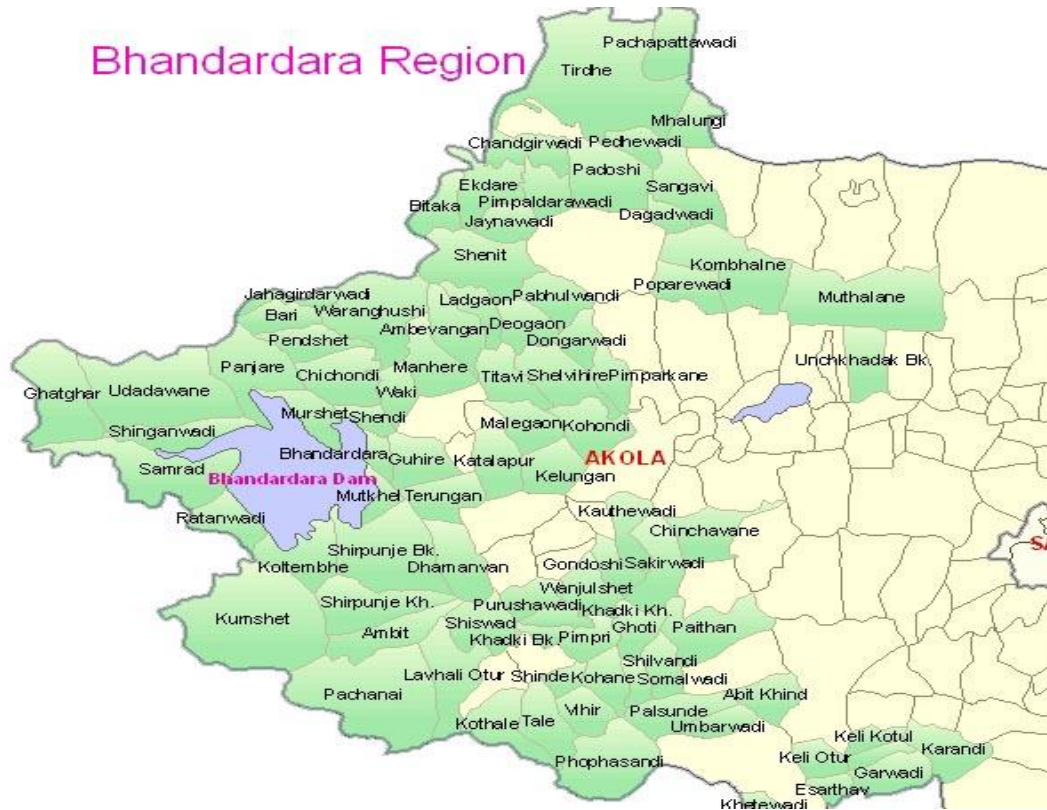 Bhandardara Region
Pachapattawadi
Tirdhe
Mhalungi
Chandgirwadi Pedhewadi
Padoshi
Ekdare Sangavi
Bitaka Pimpaldarawadi
Jaynawadi Dagadwadi
Shenit
Kombhalne
Poparewadi
Muthalane
Jahagirdarwadi Ladgaon Pabhulwandi
Bari Waranghushi
Ambevangan Deogaon
Pendshet Dongarwadi
Unchkhadak Bk.
Panjare Manhere
Chichondi Titavi Shelvihire Pimparkane
Ghatghar Udadawane Waki
Murshet Shendi
Malegaon Kohondi
Shinganwadi
Bhandardara Guhire Katalapur AKOLA
Samrad Bhandardara Dam Kelungan
Mutkhel Terungan
Kauthewadi
Ratanwadi Chinchavane
Shirpunje Bk.
Koltembhe Dhamanvan Gondoshi Sakirwadi
Wanjulshet
Shirpunje Kh. Purushawadi Khadki Kh.
Kumshet Shiswad Ghoti Paithan
Ambit Khadki Bk. Pimpri
Shilvandi
Lavhali Otur Shinde Kohane Somalwadi
Pachanai Abit Khind
Kothale Tale Vihir Palsunde
Umbarwadi
Keli Kotul
Phophasandi Keli Otur Karandi
Garwadi
Esarthav
Khetewadi